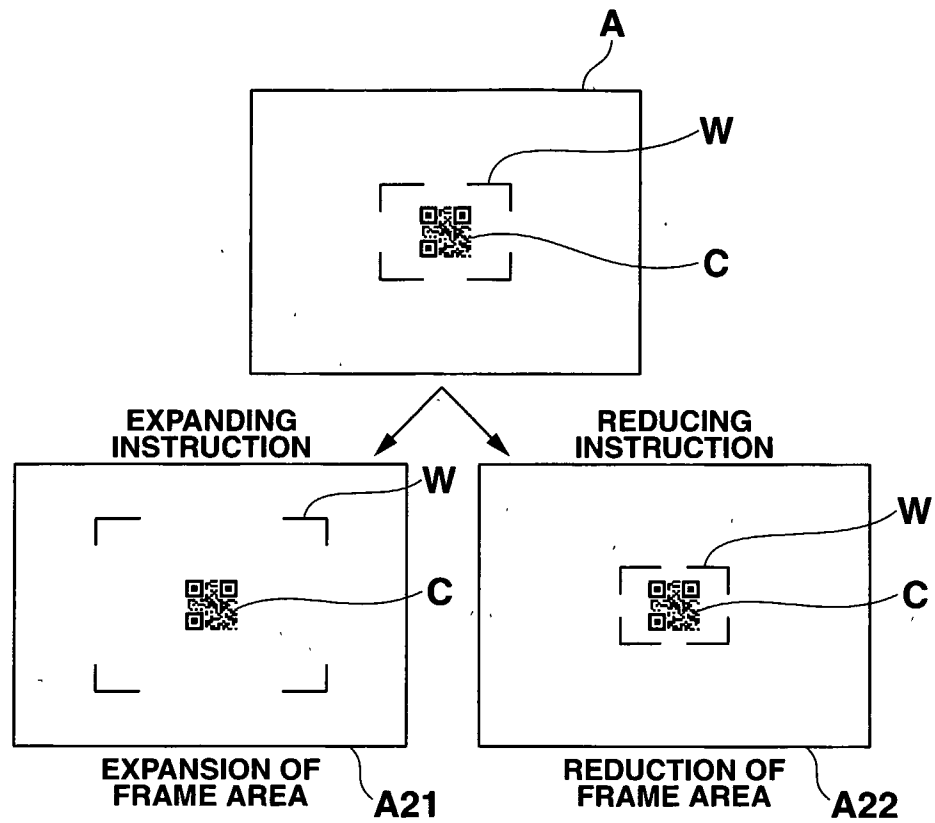 A
W
C
EXPANDING
INSTRUCTION
REDUCING
INSTRUCTION
W
C
W
C
EXPANSION OF
FRAME AREA
A21
REDUCTION OF
FRAME AREA
A22